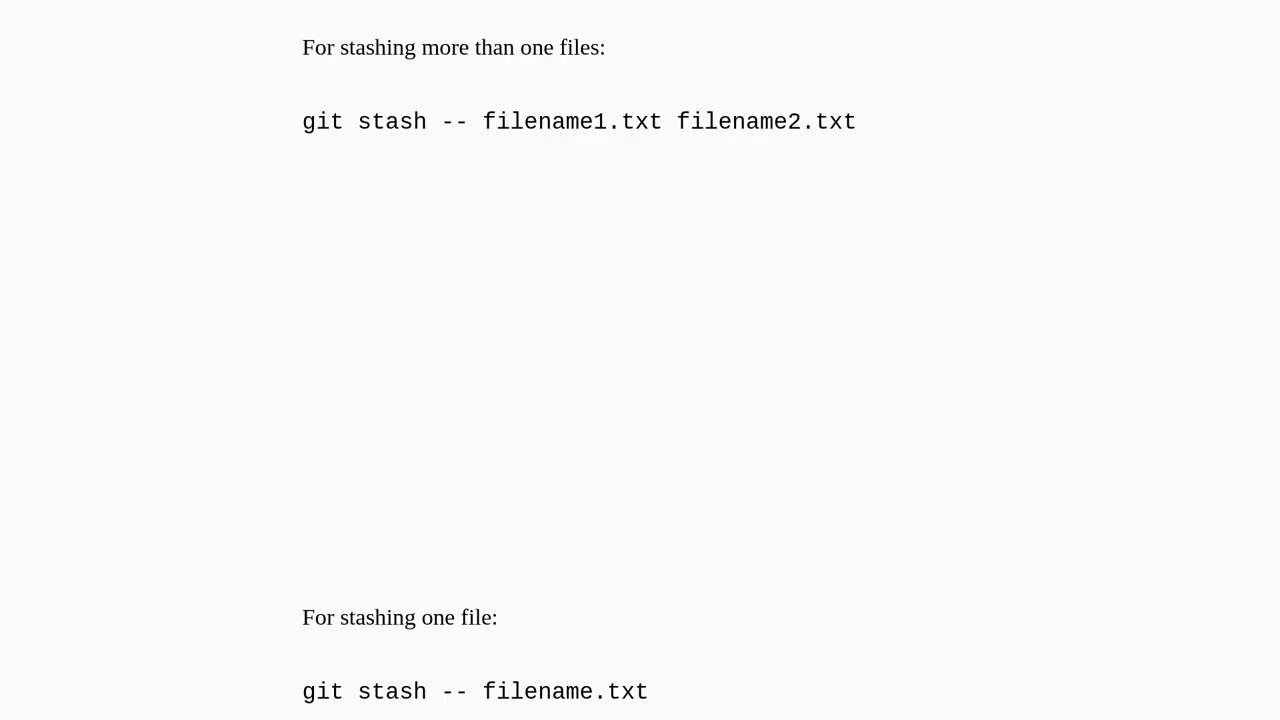 For stashing more than one files:
git stash -- filename1.txt filename2.txt
For stashing one file:
git stash -- filename.txt